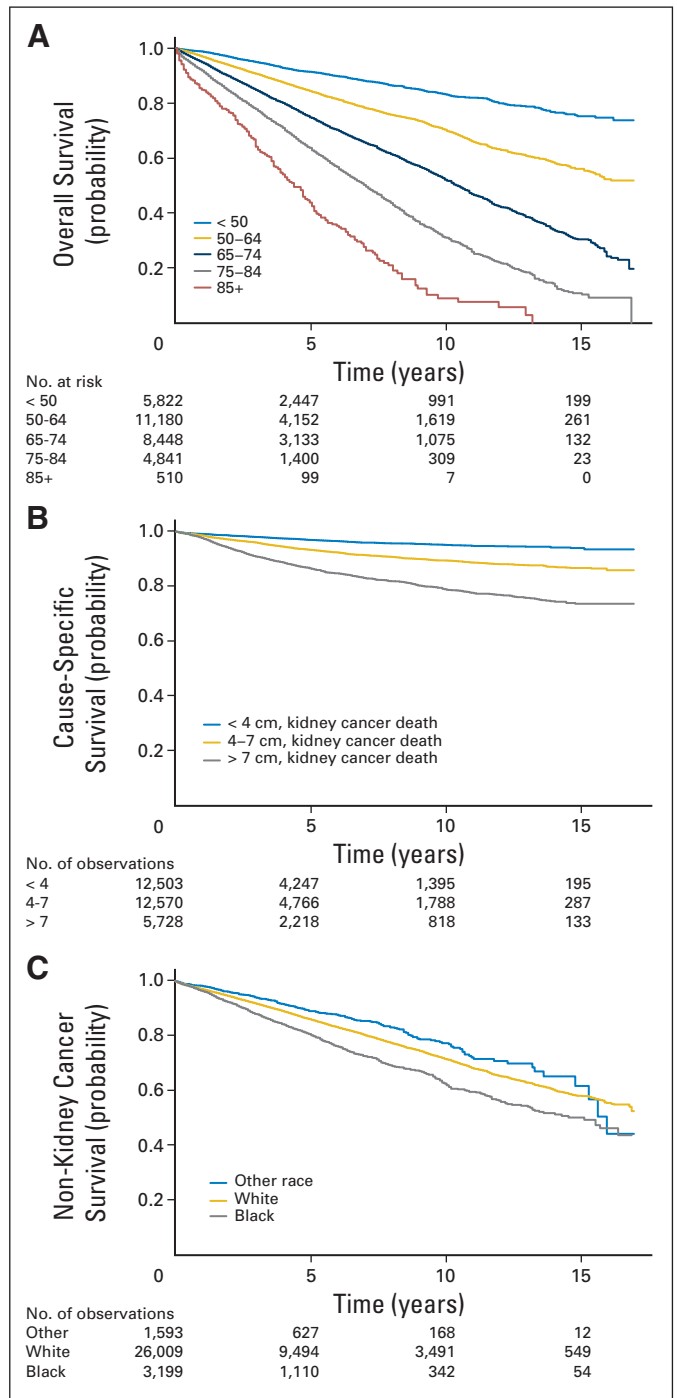 A
Overall Survival
(probability)
1.0
0.8
0.6
0.4
0.2
< 50
50–64
65–74
75–84
85+
0 5 10 15
Time (years)
No. at risk
< 50 5,822 2,447 991 199
50-64 11,180 4,152 1,619 261
65-74 8,448 3,133 1,075 132
75-84 4,841 1,400 309 23
85+ 510 99 7 0
B
Cause-Specific
Survival (probability)
1.0
0.8
0.6
0.4
0.2
< 4 cm, kidney cancer death
4–7 cm, kidney cancer death
> 7 cm, kidney cancer death
0 5 10 15
Time (years)
No. of observations
< 4 12,503 4,247 1,395 195
4-7 12,570 4,766 1,788 287
> 7 5,728 2,218 818 133
C
Non-Kidney Cancer
Survival (probability)
1.0
0.8
0.6
0.4
0.2
Other race
White
Black
0 5 10 15
Time (years)
No. of observations
Other 1,593 627 168 12
White 26,009 9,494 3,491 549
Black 3,199 1,110 342 54